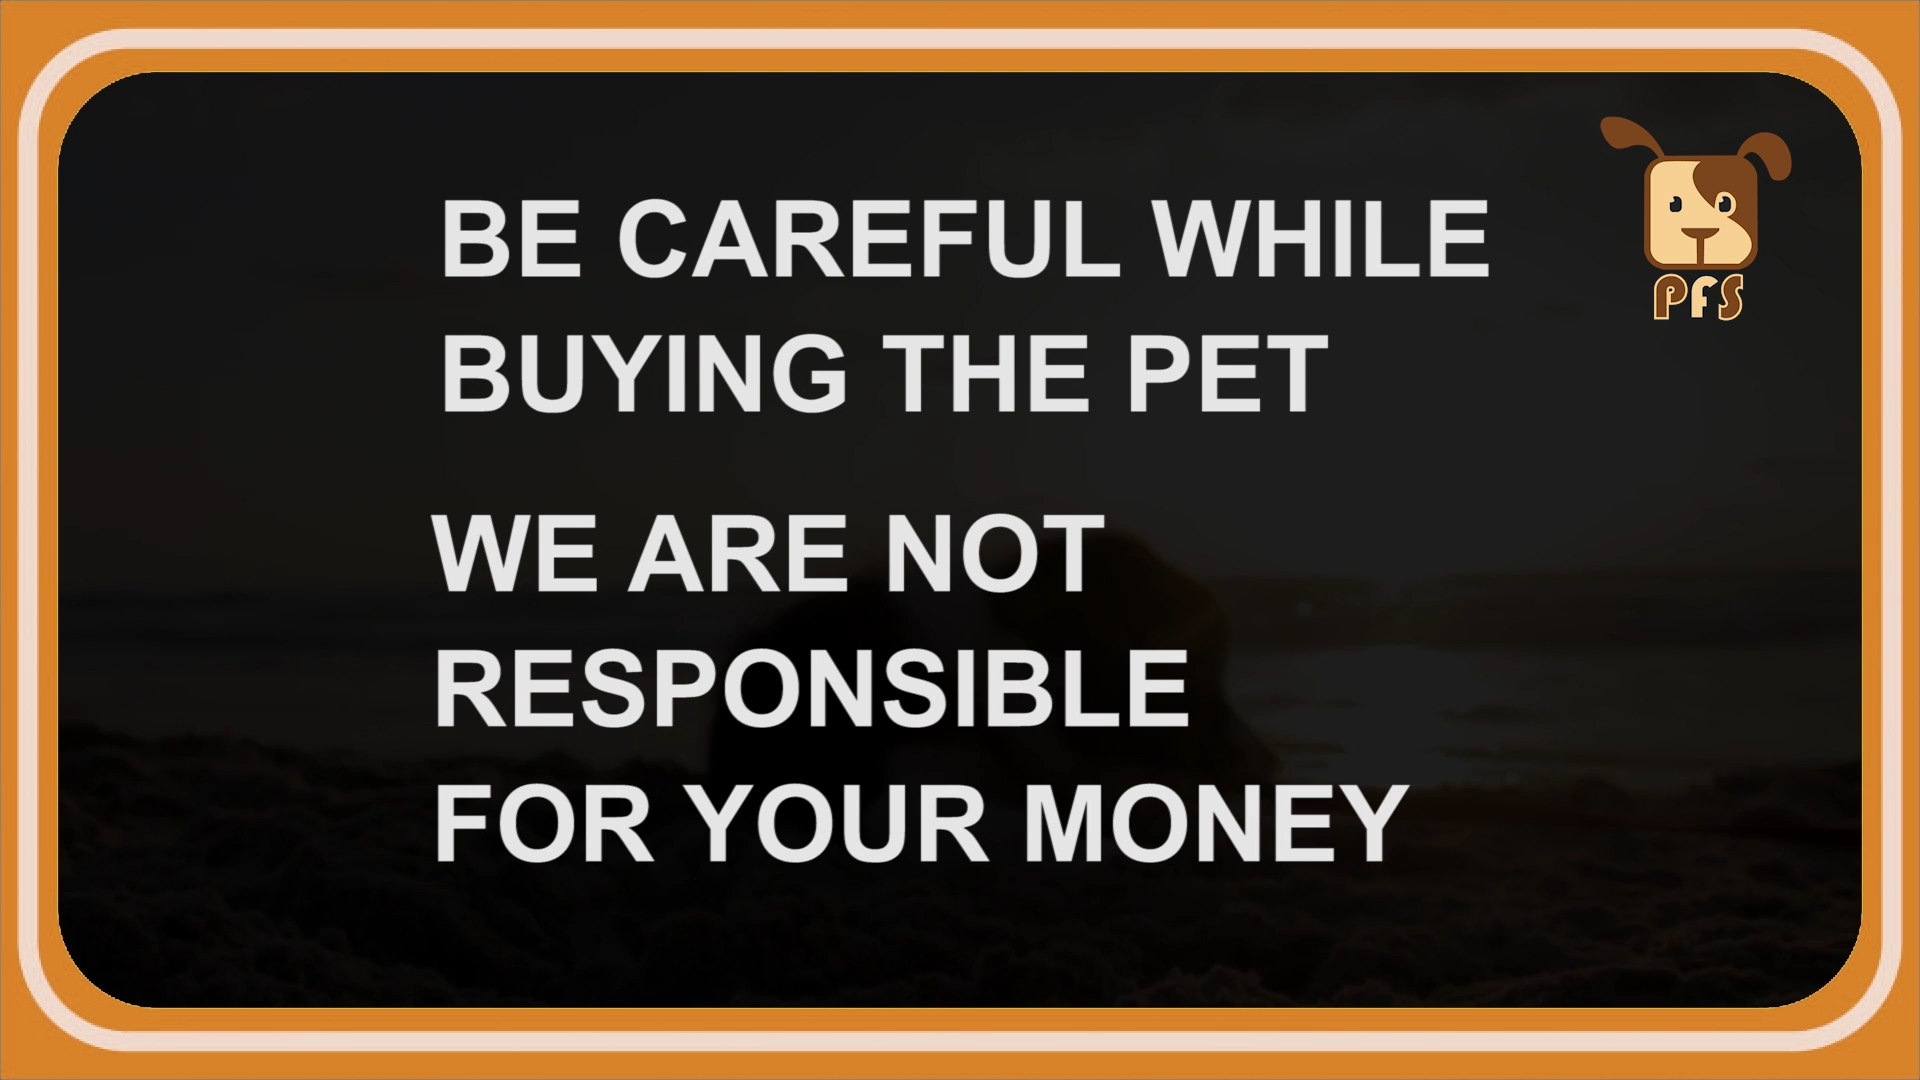 BE CAREFUL WHILE
BUYING THE PET
WE ARE NOT
RESPONSIBLE
FOR YOUR MONEY
PFS